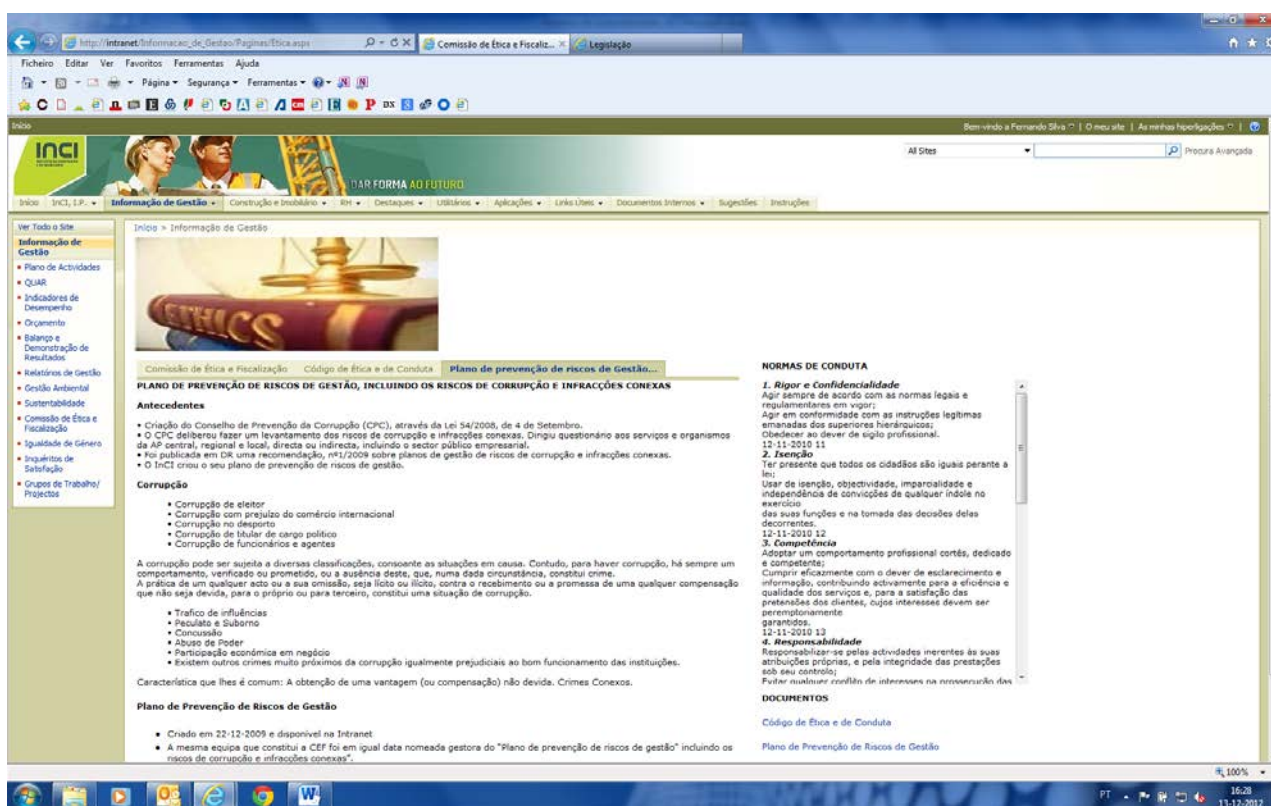 http://intranet/Informacao_de_Gestao/Paginas/Etica.aspx
Comissão de Ética e Fiscaliz...
Legislação
Ficheiro Editar Ver Favoritos Ferramentas Ajuda
Página Segurança Ferramentas
Início
Bem-vindo a Fernando Silva | O meu site | As minhas hiperligações
INCI
DAR FORMA AO FUTURO
All Sites
Procura Avançada
Início InCI, I.P. Informação de Gestão Construção e Imobiliário RH Destaques Utilitários Aplicações Links Úteis Documentos Internos Sugestões Instruções
Ver Todo o Site
Informação de
Gestão
Plano de Actividades
QUAR
Indicadores de
Desempenho
Orçamento
Balanço e
Demonstração de
Resultados
Relatórios de Gestão
Gestão Ambiental
Sustentabilidade
Comissão de Ética e
Fiscalização
Igualdade de Género
Inquéritos de
Satisfação
Grupos de Trabalho/
Projectos
Início > Informação de Gestão
ETHICS
Comissão de Ética e Fiscalização Código de Ética e de Conduta Plano de prevenção de riscos de Gestão...
PLANO DE PREVENÇÃO DE RISCOS DE GESTÃO, INCLUINDO OS RISCOS DE CORRUPÇÃO E INFRACÇÕES CONEXAS
Antecedentes
• Criação do Conselho de Prevenção da Corrupção (CPC), através da Lei 54/2008, de 4 de Setembro.
• O CPC deliberou fazer um levantamento dos riscos de corrupção e infracções conexas. Dirigiu questionário aos serviços e organismos
da AP central, regional e local, directa ou indirecta, incluindo o sector público empresarial.
• Foi publicada em DR uma recomendação, nº1/2009 sobre planos de gestão de riscos de corrupção e infracções conexas.
• O InCI criou o seu plano de prevenção de riscos de gestão.
Corrupção
• Corrupção de eleitor
• Corrupção com prejuízo do comércio internacional
• Corrupção no desporto
• Corrupção de titular de cargo politico
• Corrupção de funcionários e agentes
A corrupção pode ser sujeita a diversas classificações, consoante as situações em causa. Contudo, para haver corrupção, há sempre um
comportamento, verificado ou prometido, ou a ausência deste, que, numa dada circunstância, constitui crime.
A prática de um qualquer acto ou a sua omissão, seja lícito ou ilícito, contra o recebimento ou a promessa de uma qualquer compensação
que não seja devida, para o próprio ou para terceiro, constitui uma situação de corrupção.
• Trafico de influências
• Peculato e Suborno
• Concussão
• Abuso de Poder
• Participação económica em negócio
• Existem outros crimes muito próximos da corrupção igualmente prejudiciais ao bom funcionamento das instituições.
Característica que lhes é comum: A obtenção de uma vantagem (ou compensação) não devida. Crimes Conexos.
Plano de Prevenção de Riscos de Gestão
• Criado em 22-12-2009 e disponível na Intranet
• A mesma equipa que constitui a CEF foi em igual data nomeada gestora do "Plano de prevenção de riscos de gestão" incluindo os
riscos de corrupção e infracções conexas".
NORMAS DE CONDUTA
1. Rigor e Confidencialidade
Agir sempre de acordo com as normas legais e
regulamentares em vigor;
Agir em conformidade com as instruções legítimas
emanadas dos superiores hierárquicos;
Obedecer ao dever de sigilo profissional.
12-11-2010 11
2. Isenção
Ter presente que todos os cidadãos são iguais perante a
lei;
Usar de isenção, objectividade, imparcialidade e
independência de convicções de qualquer índole no
exercício
das suas funções e na tomada das decisões delas
decorrentes.
12-11-2010 12
3. Competência
Adoptar um comportamento profissional cortês, dedicado
e competente;
Cumprir eficazmente com o dever de esclarecimento e
informação, contribuindo activamente para a eficiência e
qualidade dos serviços e, para a satisfação das
pretensões dos clientes, cujos interesses devem ser
peremptoriamente
garantidos.
12-11-2010 13
4. Responsabilidade
Responsabilizar-se pelas actividades inerentes às suas
atribuições próprias, e pela integridade das prestações
sob seu controlo;
Evitar qualquer conflito de interesses na prossecução das
DOCUMENTOS
Código de Ética e de Conduta
Plano de Prevenção de Riscos de Gestão
100%
PT
16:28
13-12-2012